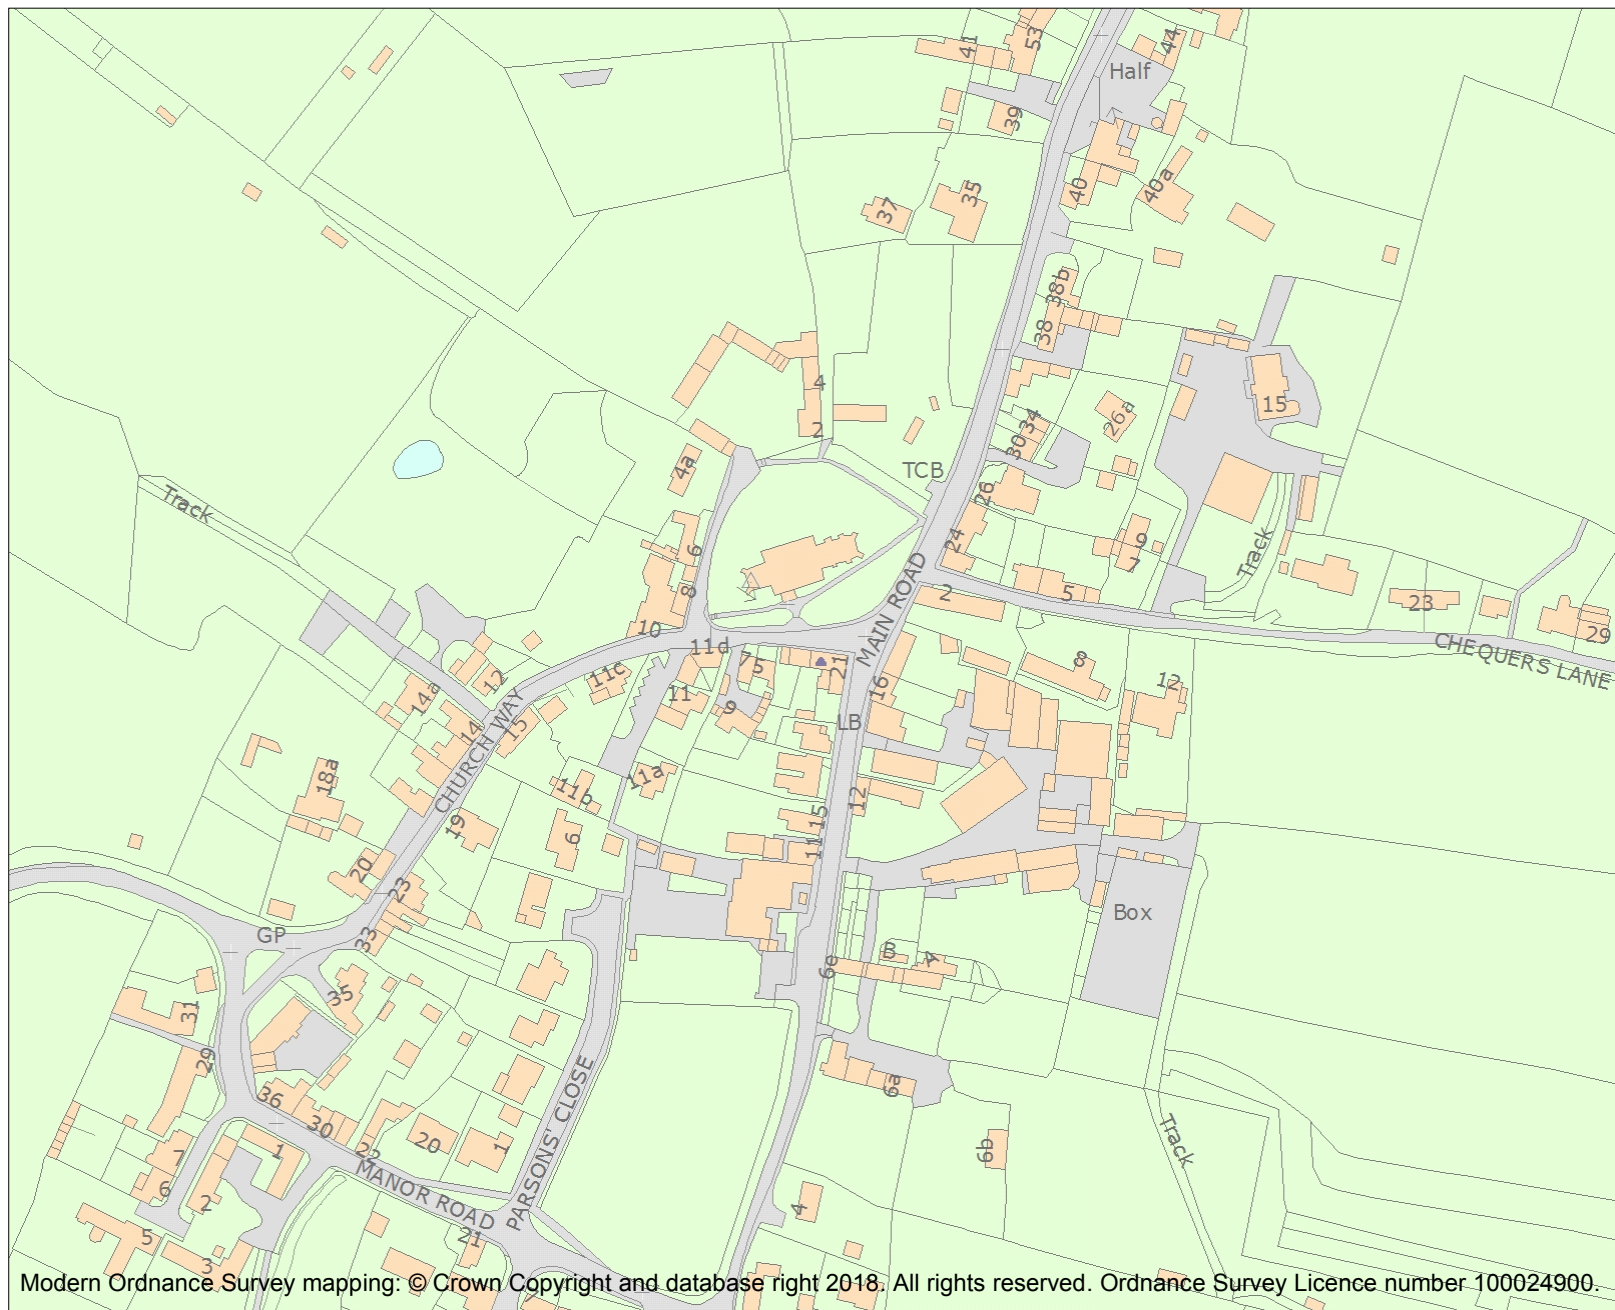 41
53
44
Half
39
40
40a
37
35
38b
38
4
2
34
30
26a
15
4a
TCB
26
24
Track
9
7
6
8
5
2
Track
23
29
CHEQUERS LANE
MAIN ROAD
10
11d
7
5
21
8
12
12
14a
11c
11
9
16
LB
14
15
CHURCH WAY
18a
11b
11a
12
15
11
19
6
20
23
33
GP
Box
35
31
6e
B
A
29
36
30
22
20
1
PARSONS' CLOSE
6a
6b
Track
1
7
6
2
5
3
MANOR ROAD
21
4
Modern Ordnance Survey mapping: © Crown Copyright and database right 2018. All rights reserved. Ordnance Survey Licence number 100024900.